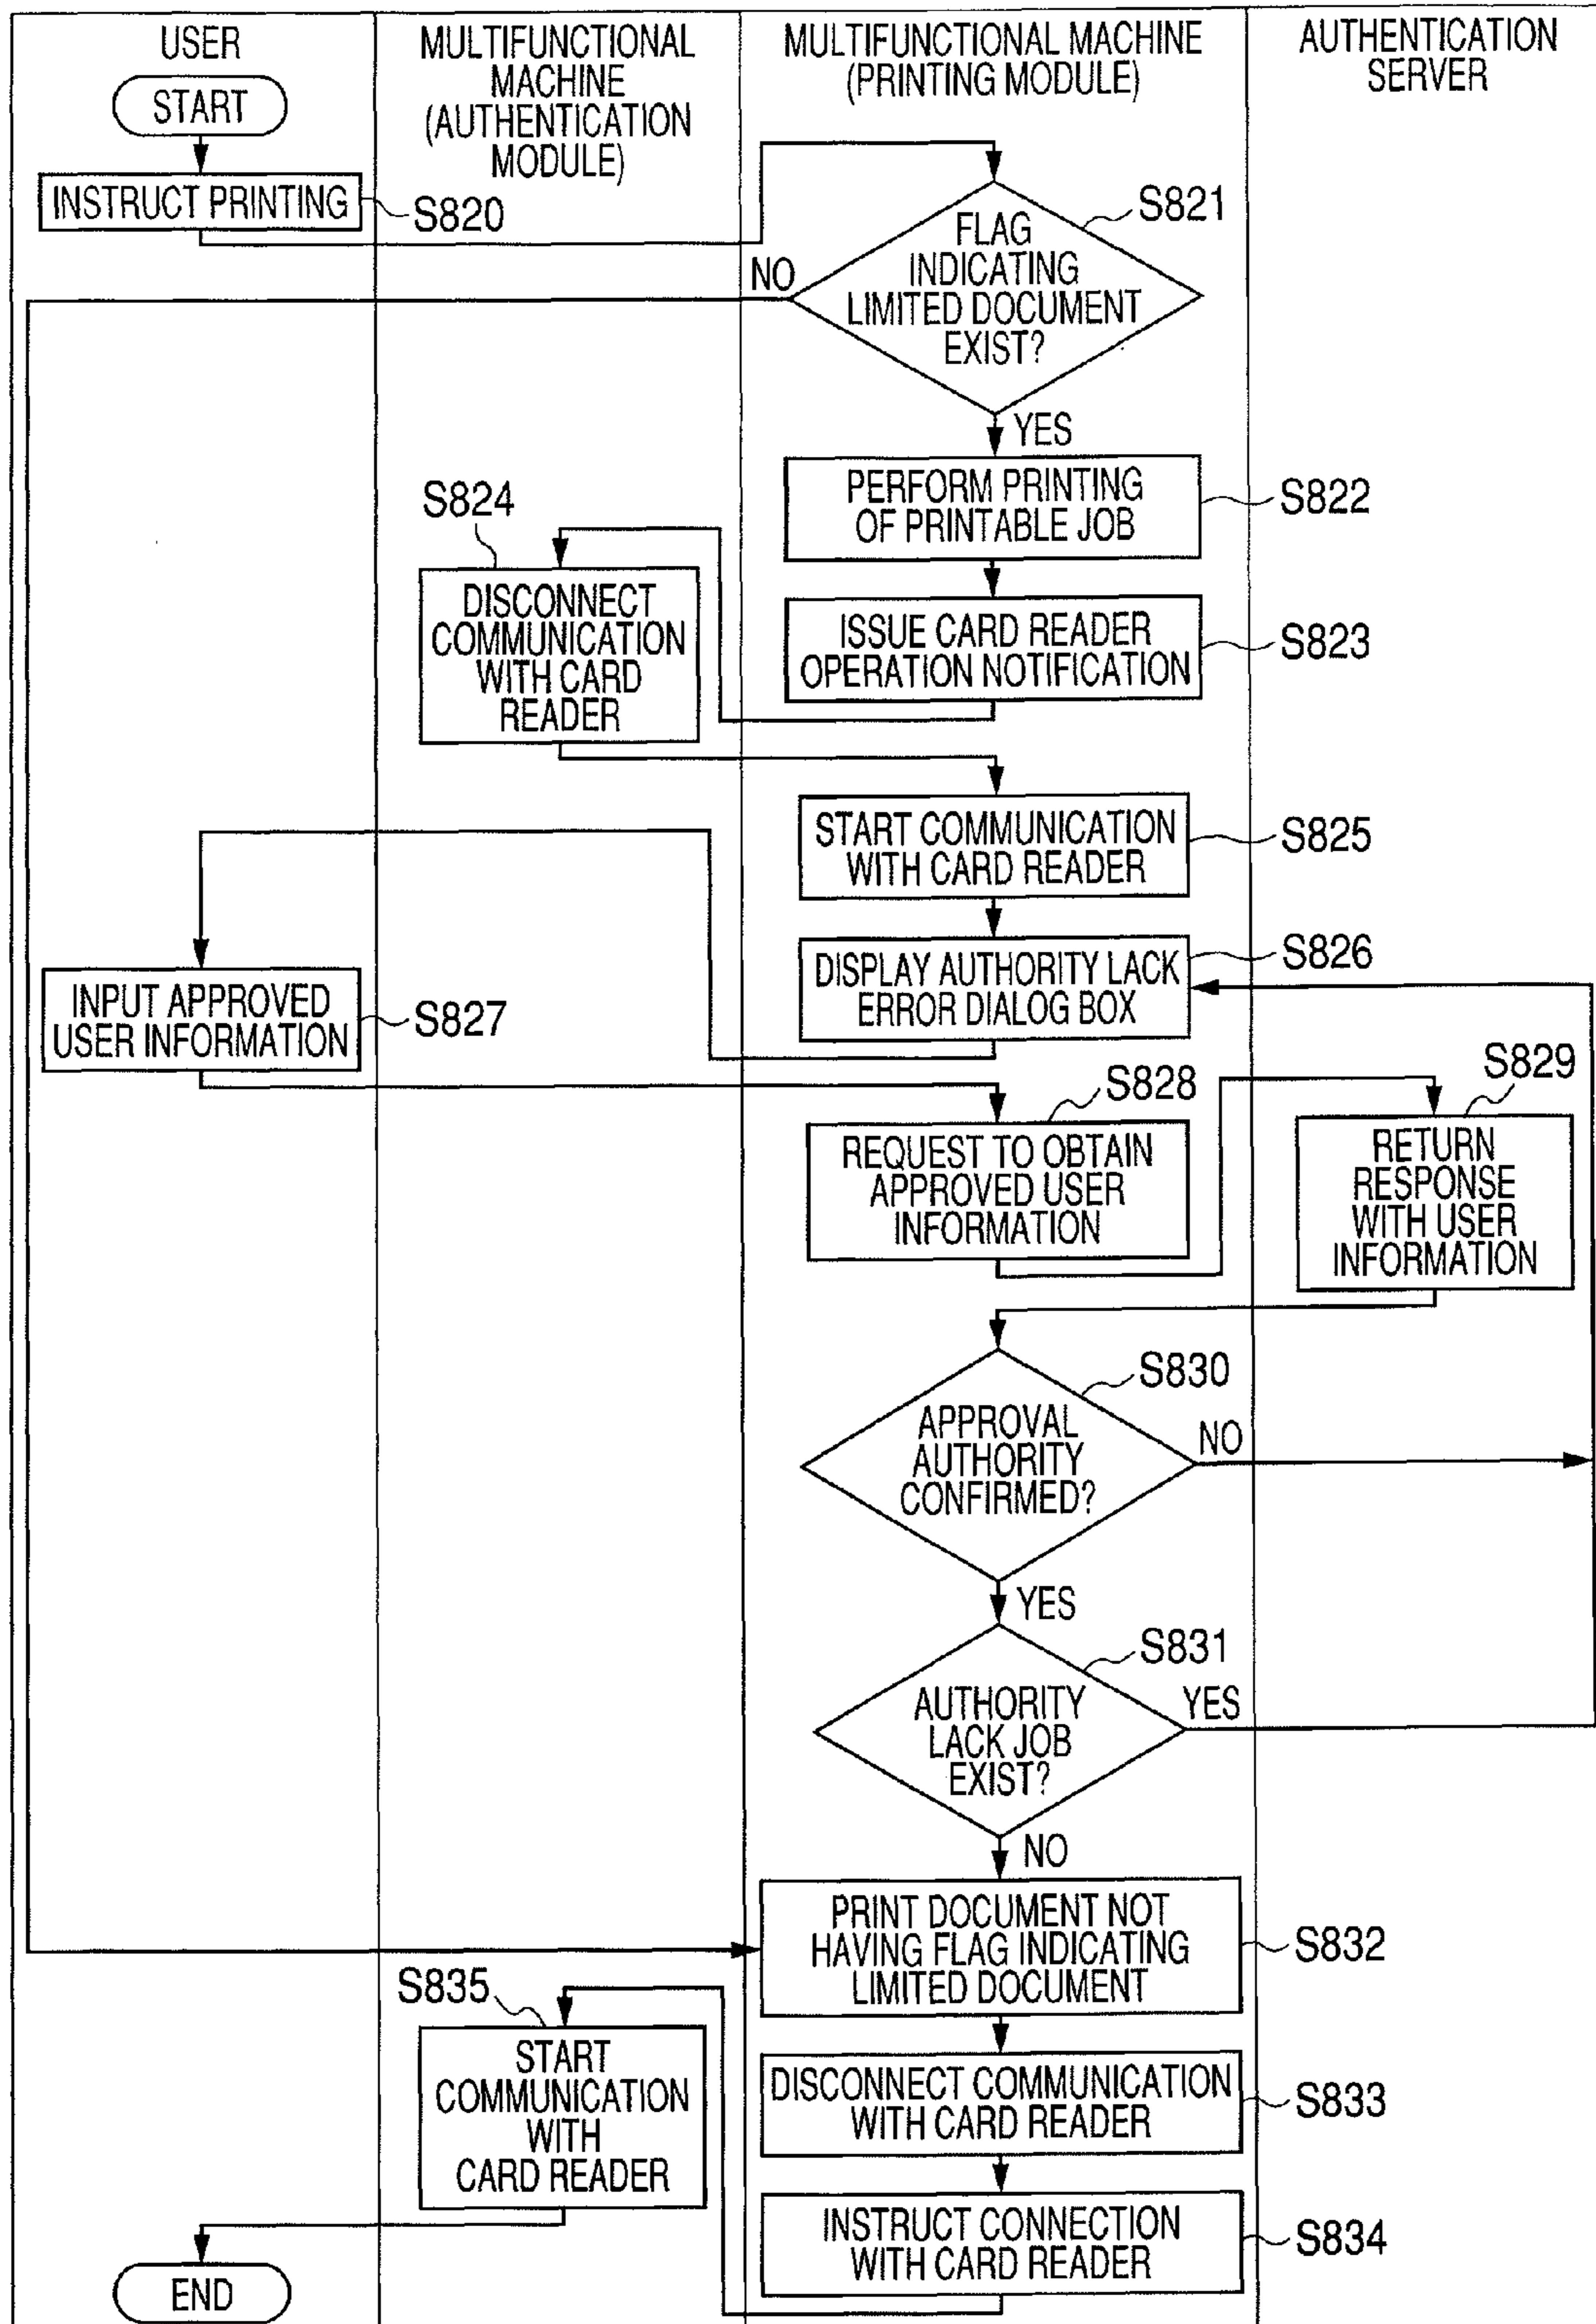 USER
MULTIFUNCTIONAL
MACHINE
(AUTHENTICATION
MODULE)
MULTIFUNCTIONAL MACHINE
(PRINTING MODULE)
AUTHENTICATION
SERVER
START
INSTRUCT PRINTING
S820
FLAG
INDICATING
LIMITED DOCUMENT
EXIST?
S821
NO
YES
PERFORM PRINTING
OF PRINTABLE JOB
S822
ISSUE CARD READER
OPERATION NOTIFICATION
S823
S824
DISCONNECT
COMMUNICATION
WITH CARD
READER
START COMMUNICATION
WITH CARD READER
S825
DISPLAY AUTHORITY LACK
ERROR DIALOG BOX
S826
INPUT APPROVED
USER INFORMATION
S827
S828
REQUEST TO OBTAIN
APPROVED USER
INFORMATION
S829
RETURN
RESPONSE
WITH USER
INFORMATION
S830
APPROVAL
AUTHORITY
CONFIRMED?
NO
YES
S831
AUTHORITY
LACK JOB
EXIST?
YES
NO
PRINT DOCUMENT NOT
HAVING FLAG INDICATING
LIMITED DOCUMENT
S832
DISCONNECT COMMUNICATION
WITH CARD READER
S833
INSTRUCT CONNECTION
WITH CARD READER
S834
S835
START
COMMUNICATION
WITH
CARD READER
END